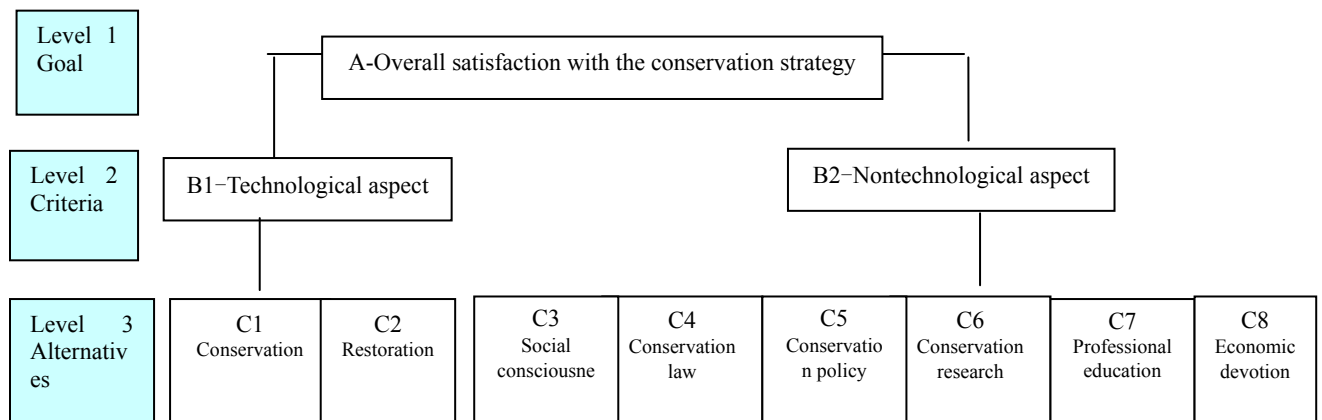 Level 1
Goal
A-Overall satisfaction with the conservation strategy
Level 2
Criteria
B1−Technological aspect
B2−Nontechnological aspect
Level 3
Alternativ
es
C1
Conservation
C2
Restoration
C3
Social
consciousne
C4
Conservation
law
C5
Conservatio
n policy
C6
Conservation
research
C7
Professional
education
C8
Economic
devotion